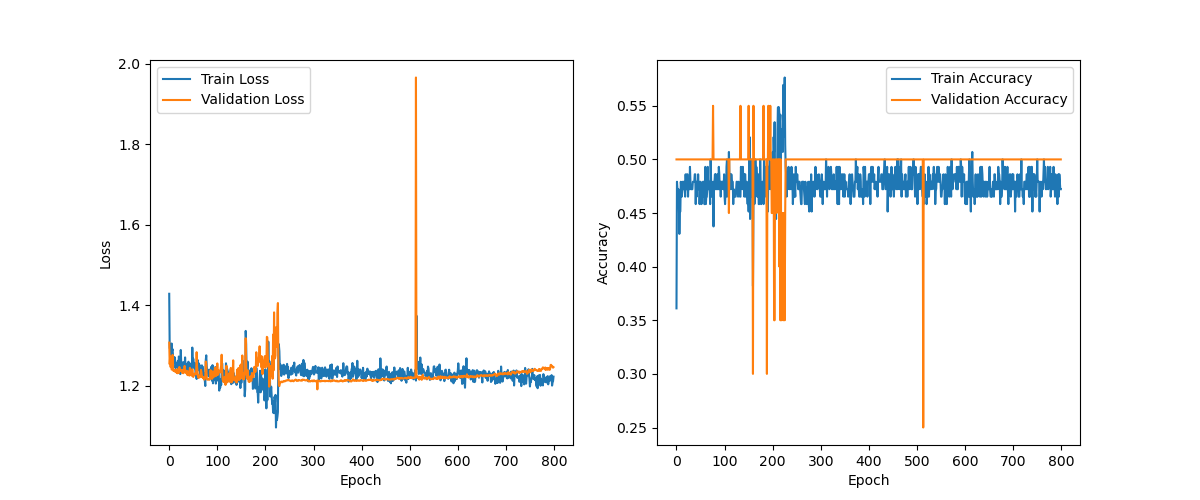 2.0
1.8
1.6
1.4
1.2
Loss
0 100 200 300 400 500 600 700 800
Epoch
Train Loss
Validation Loss
0.55
0.50
0.45
0.40
0.35
0.30
0.25
Accuracy
0 100 200 300 400 500 600 700 800
Epoch
Train Accuracy
Validation Accuracy